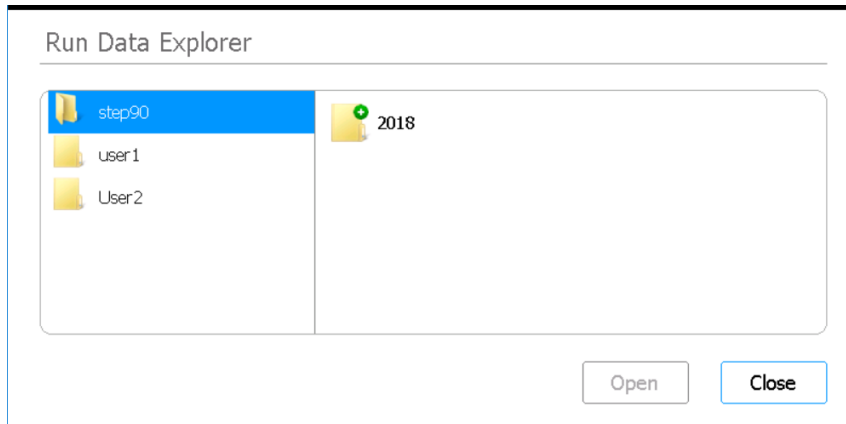 Run Data Explorer
step90
user1
User2
2018
Open
Close